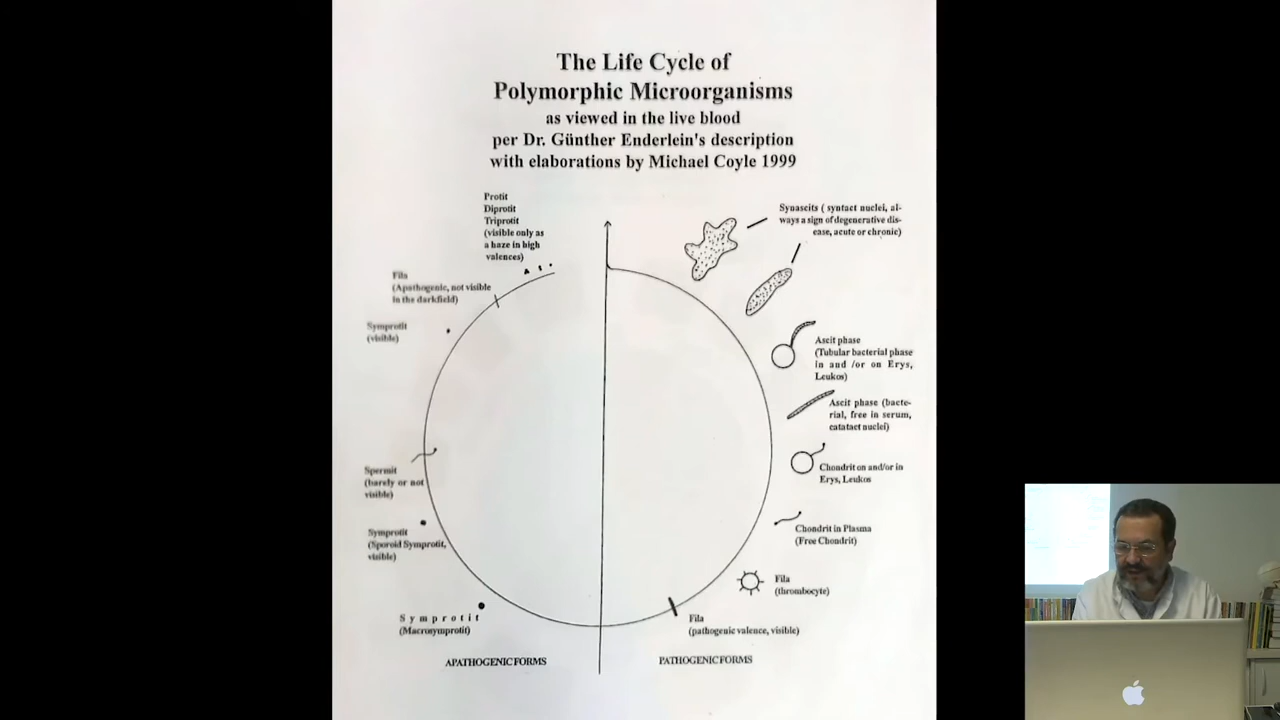 The Life Cycle of
Polymorphic Microorganisms
as viewed in the live blood
per Dr. Günther Enderlein's description
with elaborations by Michael Coyle 1999
Protit
Diprotit
Triprotit
(visible only as
a haze in high
valences)
Fila
(Apathogenic, not visible
in the darkfield)
Symprotit
(visible)
Spermit
(barely or not
visible)
Symprotit
(Sporoid Symprotit,
visible)
Symprotit
(Macrosymprotit)
APATHOGENIC FORMS
Synascits ( syntact nuclei, al-
ways a sign of degenerative dis-
ease, acute or chronic)
Ascit phase
(Tubular bacterial phase
in and /or on Erys,
Leukos)
Ascit phase (bacte-
rial, free in serum,
catatact nuclei)
Chondrit on and/or in
Erys, Leukos
Chondrit in Plasma
(Free Chondrit)
Fila
(thrombocyte)
Fila
(pathogenic valence, visible)
PATHOGENIC FORMS